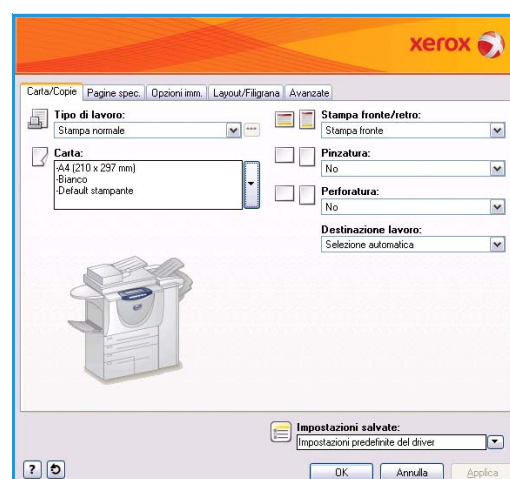 xerox
Carta/Copie Pagine spec. Opzioni imm. Layout/Filigrana Avanzate
Tipo di lavoro:
Stampa normale
Carta:
-A4 (210 x 297 mm)
-Bianco
-Default stampante
Stampa fronte/retro:
Stampa fronte
Pinzatura:
No
Perforatura:
No
Destinazione lavoro:
Selezione automatica
Impostazioni salvate:
Impostazioni predefinite del driver
? OK Annulla Applica